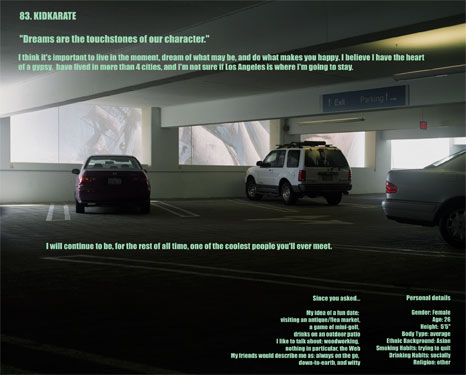 83. KIDKARATE
"Dreams are the touchstones of our character."
I think it's important to live in the moment, dream of what may be, and do what makes you happy. I believe I have the heart
of a gypsy, have lived in more than 4 cities, and I'm not sure if Los Angeles is where I'm going to stay.
↑ Exit Parking →
I will continue to be, for the rest of all time, one of the coolest people you'll ever meet.
Since you asked...
My idea of a fun date:
visiting an antique/flea market,
a game of mini-golf,
drinks on an outdoor patio
I like to talk about: woodworking,
nothing in particular, the Web
My friends would describe me as: always on the go,
down-to-earth, and witty
Personal details
Gender: Female
Age: 26
Height: 5'5"
Body Type: average
Ethnic Background: Asian
Smoking Habits: trying to quit
Drinking Habits: socially
Religion: other